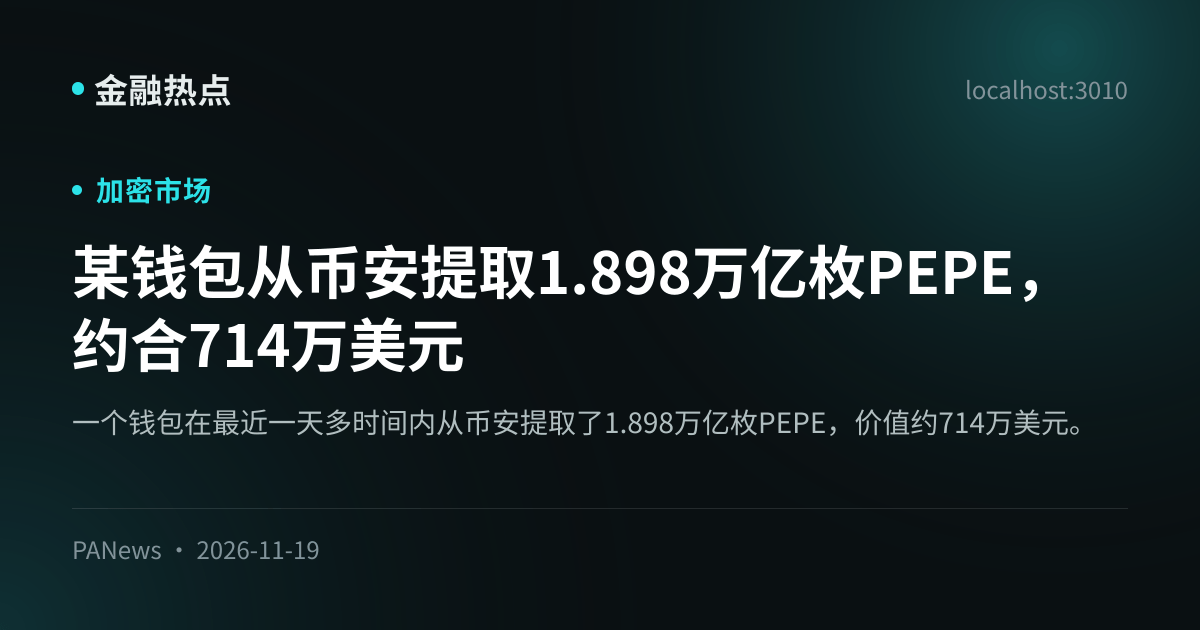 金融热点
localhost:3010
加密市场
某钱包从币安提取1.898万亿枚PEPE，
约合714万美元
一个钱包在最近一天多时间内从币安提取了1.898万亿枚PEPE，价值约714万美元。
PANews · 2026-11-19